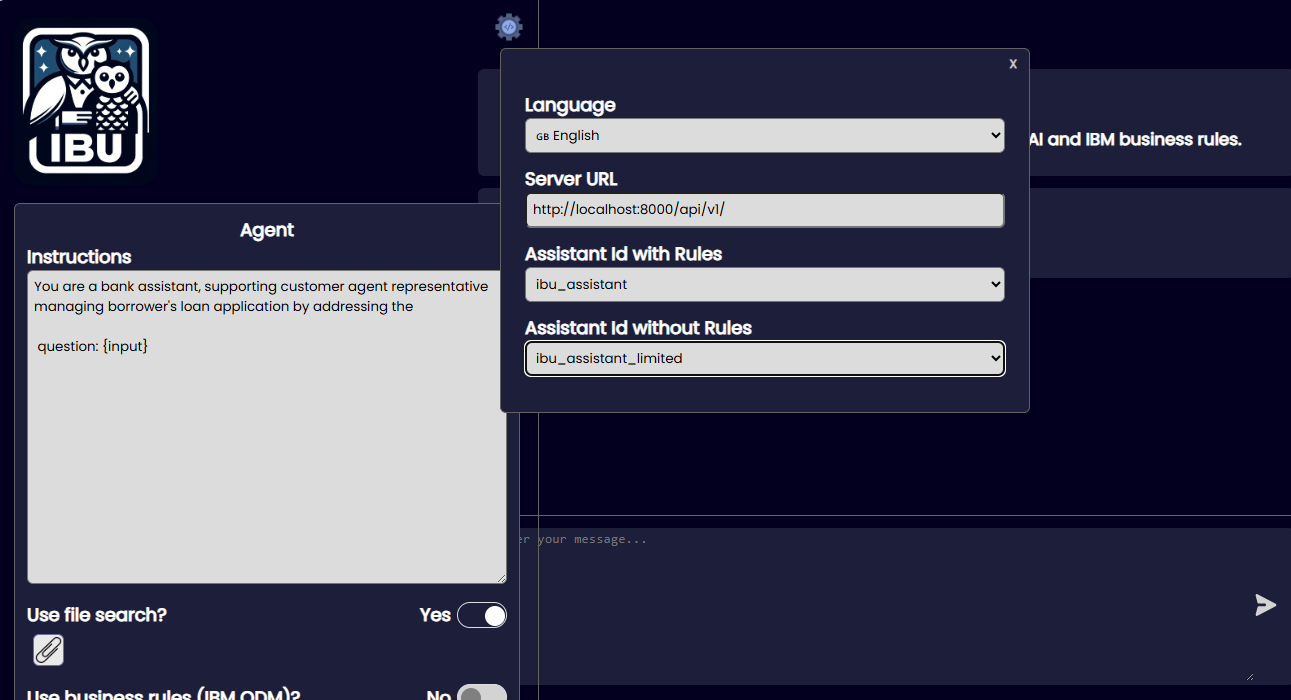 IBU
x
Language
GB English
AI and IBM business rules.
Server URL
http://localhost:8000/api/v1/
Assistant Id with Rules
ibu_assistant
Assistant Id without Rules
ibu_assistant_limited
Agent
Instructions
You are a bank assistant, supporting customer agent representative
managing borrower's loan application by addressing the
question: {input}
er your message...
Use file search?
Yes
Use business rules (IBM ODM)?
No